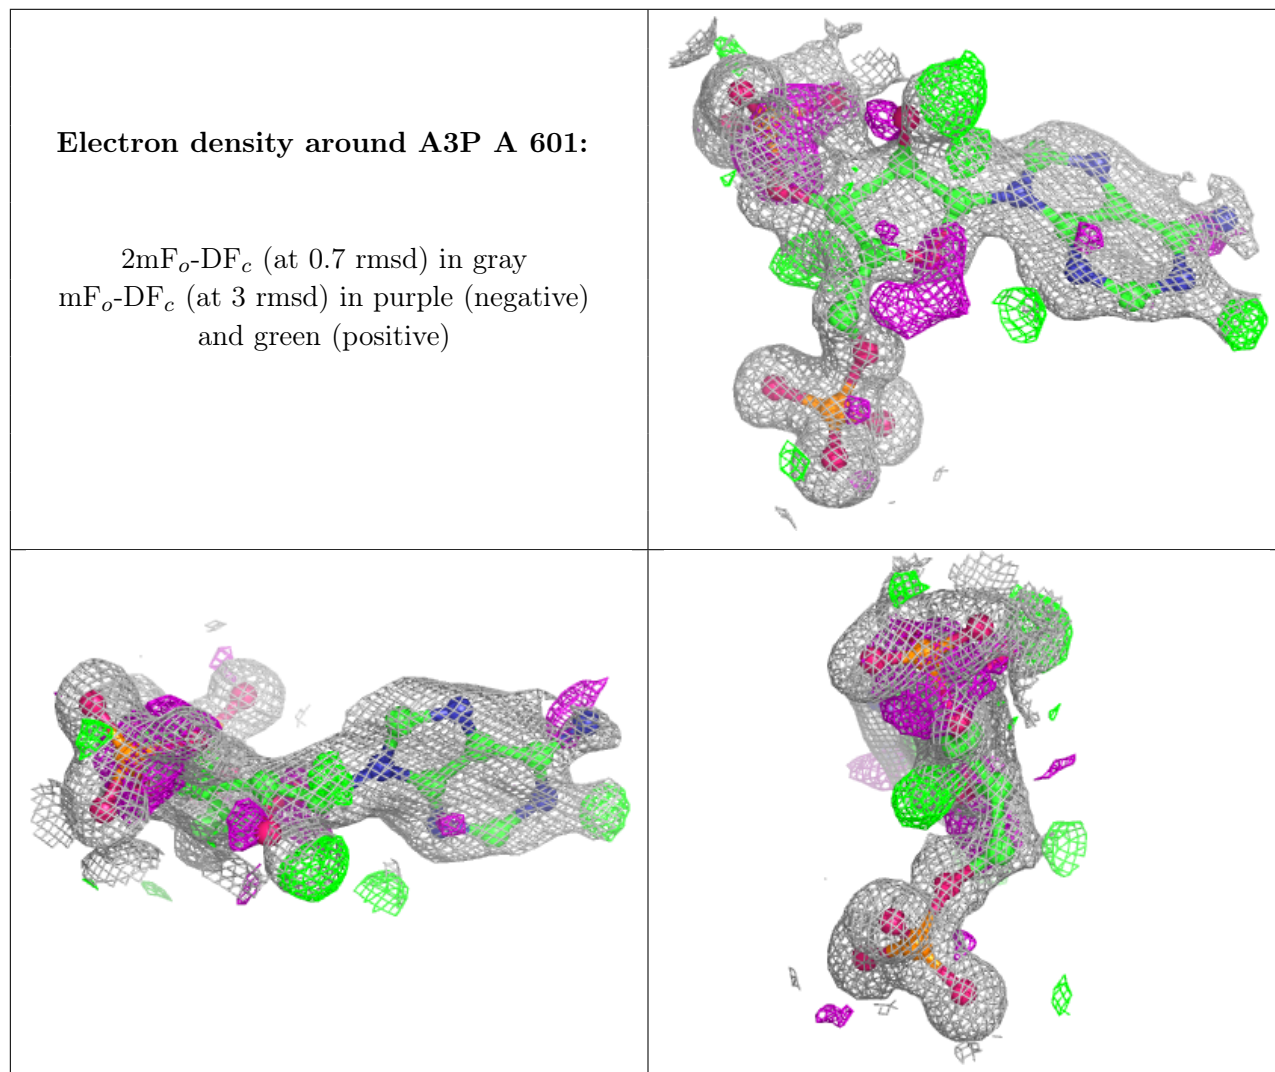 Electron density around A3P A 601:
2mFo-DFc (at 0.7 rmsd) in gray
mFo-DFc (at 3 rmsd) in purple (negative)
and green (positive)